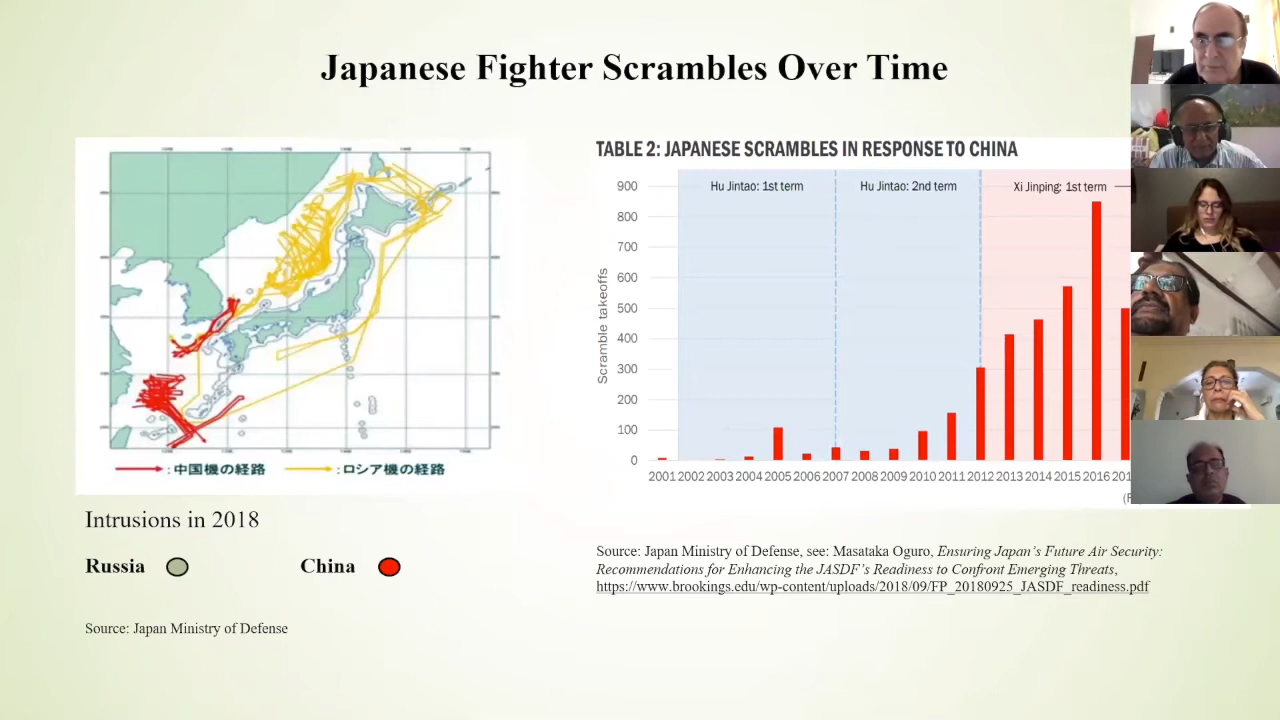 Japanese Fighter Scrambles Over Time
:中国機の経路 :ロシア機の経路
Intrusions in 2018
Russia China
Source: Japan Ministry of Defense
TABLE 2: JAPANESE SCRAMBLES IN RESPONSE TO CHINA
Hu Jintao: 1st term Hu Jintao: 2nd term Xi Jinping: 1st term
Scramble takeoffs
900
800
700
600
500
400
300
200
100
0
2001 2002 2003 2004 2005 2006 2007 2008 2009 2010 2011 2012 2013 2014 2015 2016 201
Source: Japan Ministry of Defense, see: Masataka Oguro, Ensuring Japan's Future Air Security:
Recommendations for Enhancing the JASDF's Readiness to Confront Emerging Threats,
https://www.brookings.edu/wp-content/uploads/2018/09/FP_20180925_JASDF_readiness.pdf